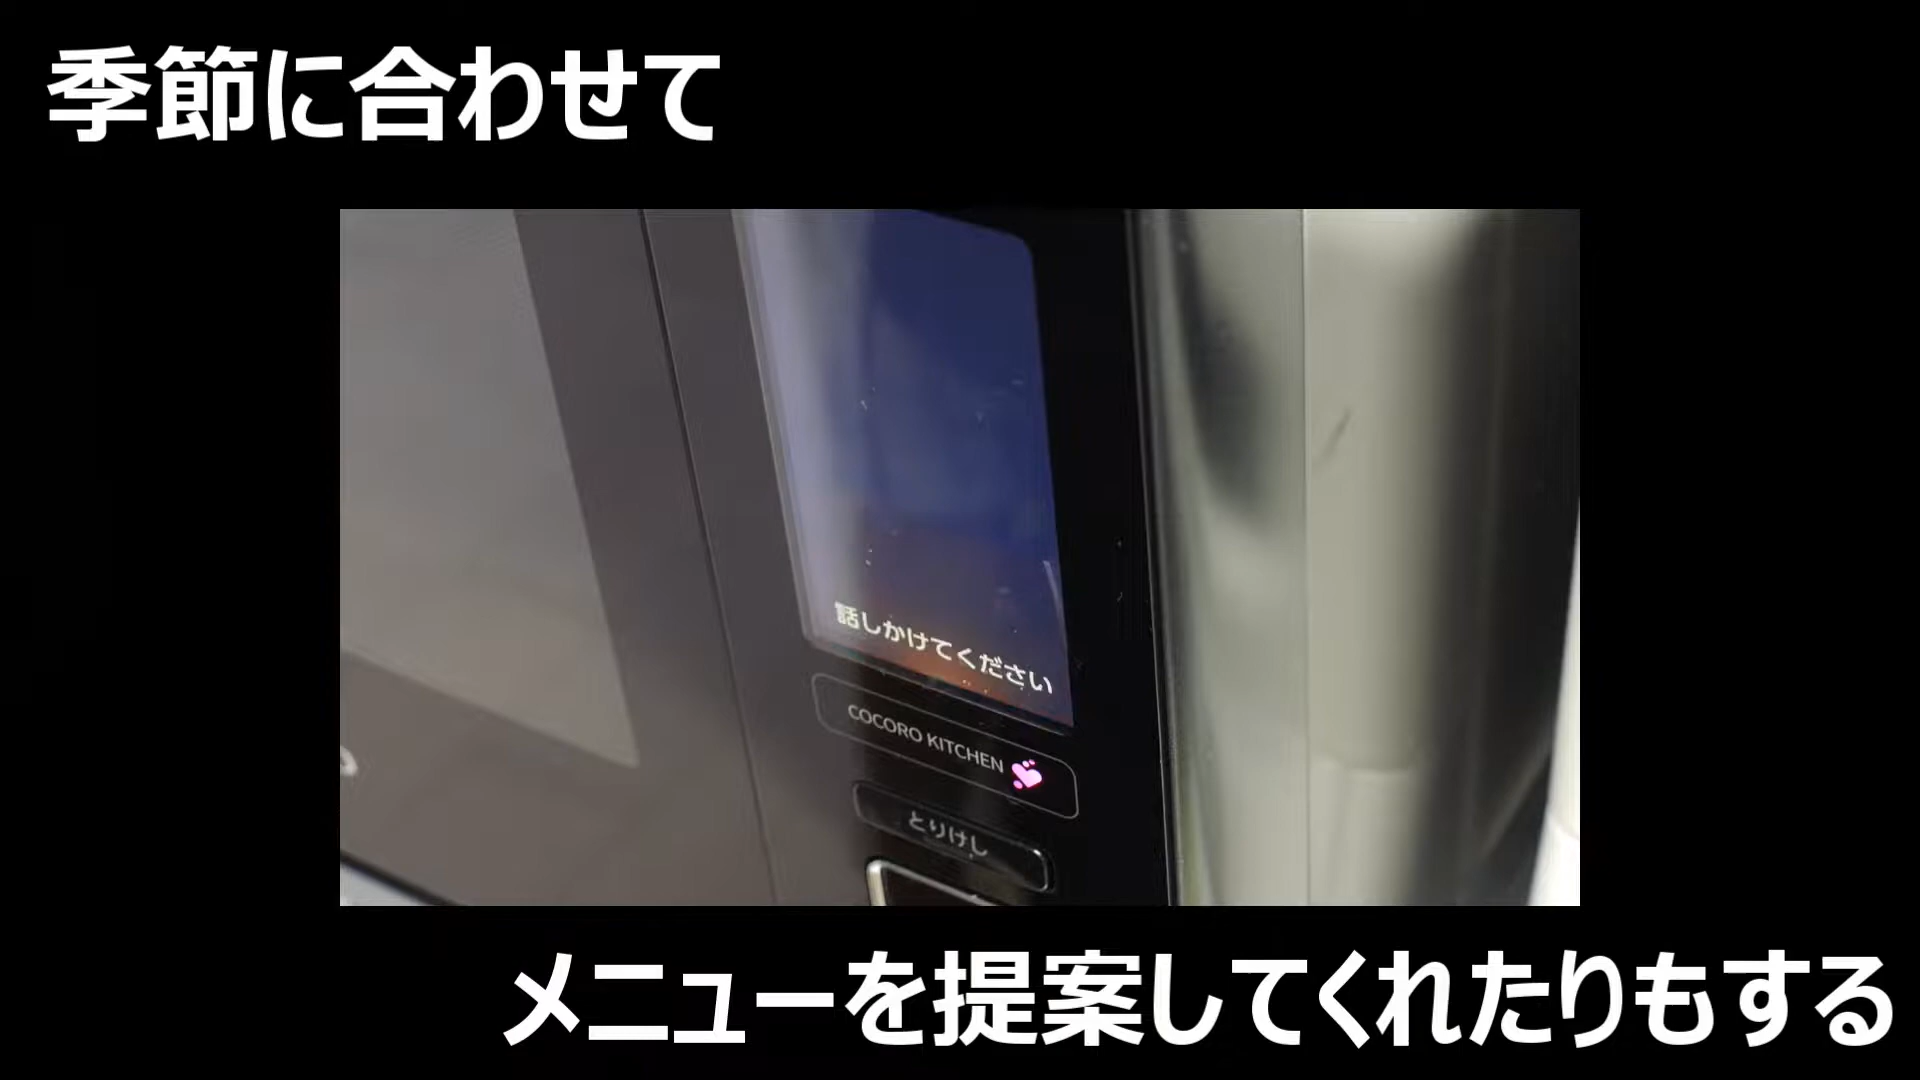 季節に合わせて
話しかけてください
COCORO KITCHEN
とりけし
メニューを提案してくれたりもする